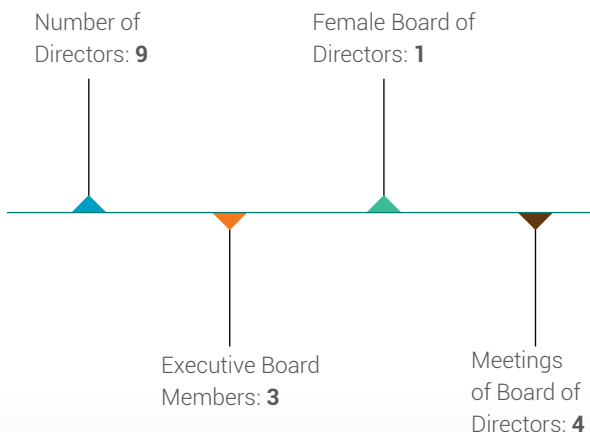 Number of
Directors: 9
Female Board of
Directors: 1
Executive Board
Members: 3
Meetings
of Board of
Directors: 4